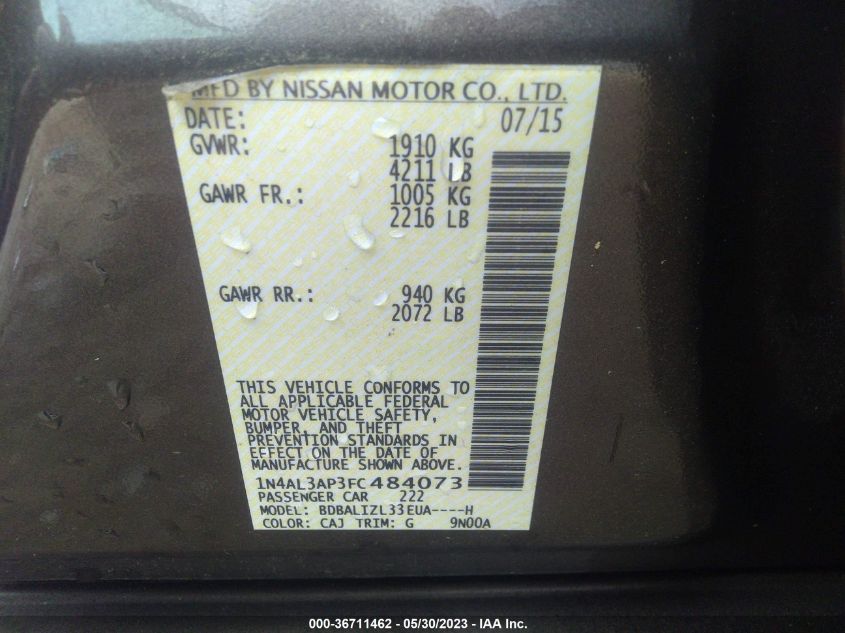 MFD BY NISSAN MOTOR CO., LTD.
DATE: 07/15
GVWR: 1910 KG
4211 LB
GAWR FR.: 1005 KG
2216 LB
GAWR RR.: 940 KG
2072 LB
THIS VEHICLE CONFORMS TO
ALL APPLICABLE FEDERAL
MOTOR VEHICLE SAFETY,
BUMPER, AND THEFT
PREVENTION STANDARDS IN
EFFECT ON THE DATE OF
MANUFACTURE SHOWN ABOVE.
1N4AL3AP3FC484073
PASSENGER CAR 222
MODEL: BDBALIZL33EUA----H
COLOR: CAJ TRIM: G 9N00A
000-36711462 - 05/30/2023 - IAA Inc.